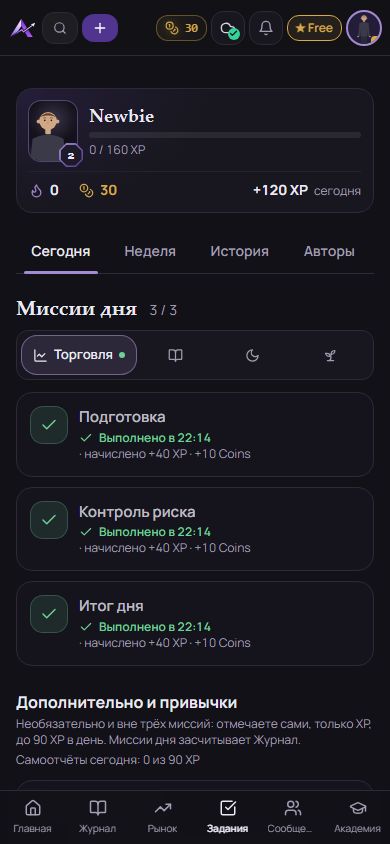 30
Free
Newbie
2
0 / 160 XP
0
30
+120 XP сегодня
Сегодня Неделя История Авторы
Миссии дня 3 / 3
Торговля
Подготовка
Выполнено в 22:14
· начислено +40 XP · +10 Coins
Контроль риска
Выполнено в 22:14
· начислено +40 XP · +10 Coins
Итог дня
Выполнено в 22:14
· начислено +40 XP · +10 Coins
Дополнительно и привычки
Необязательно и вне трёх миссий: отмечаете сами, только XP,
до 90 XP в день. Миссии дня засчитывает Журнал.
Самоотчёты сегодня: 0 из 90 XP
Главная Журнал Рынок Задания Сообще... Академия